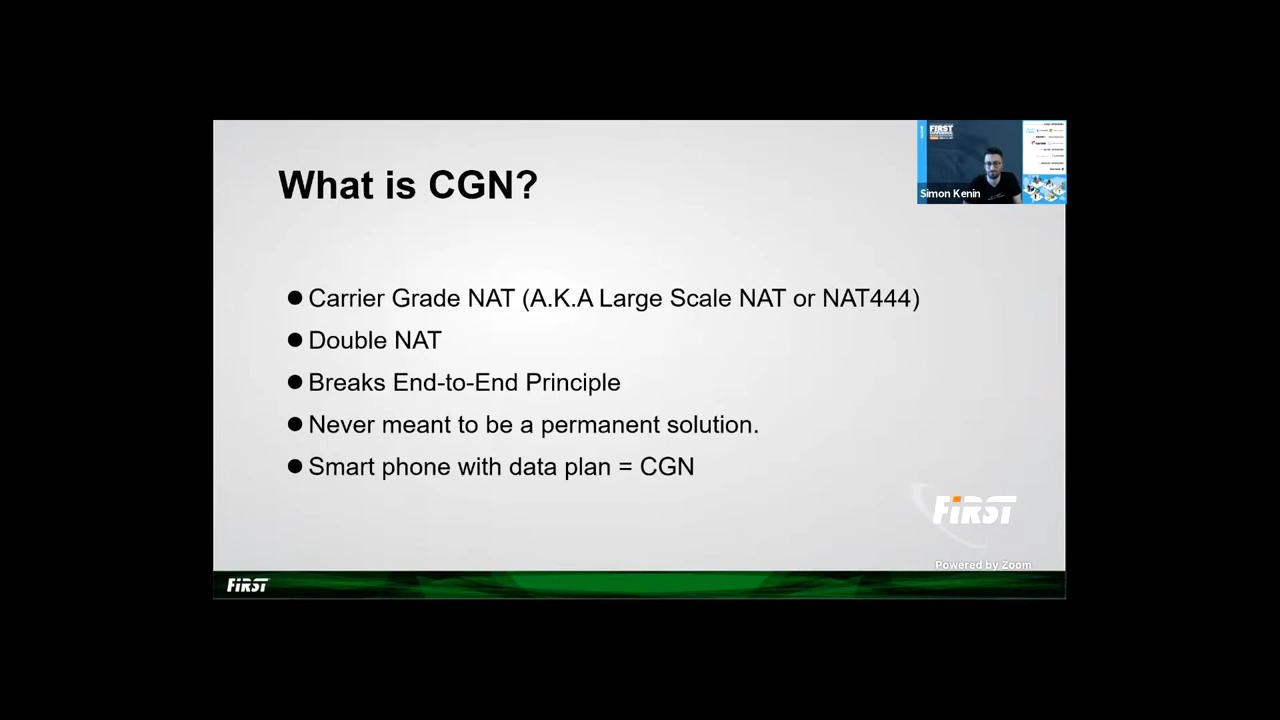 What is CGN?
FIRST
Simon Kenin
Carrier Grade NAT (A.K.A Large Scale NAT or NAT444)
Double NAT
Breaks End-to-End Principle
Never meant to be a permanent solution.
Smart phone with data plan = CGN
FiRST
Powered by Zoom
FiRST